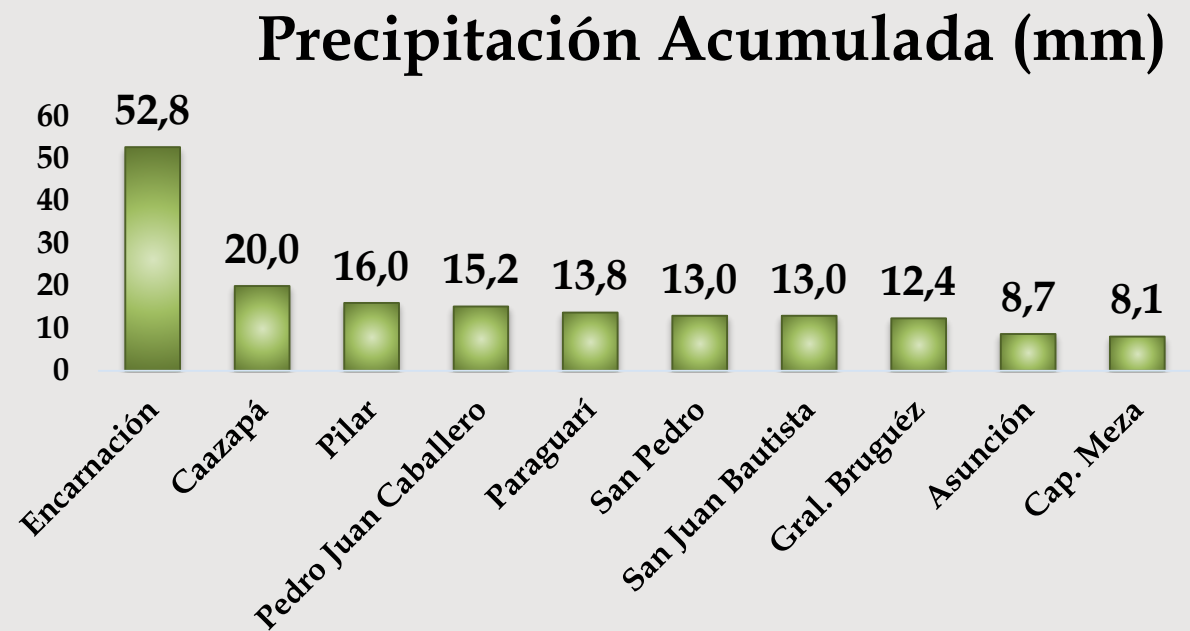 Precipitación Acumulada (mm)
60
50
40
30
20
10
0
52,8
20,0
16,0
15,2
13,8
13,0
13,0
12,4
8,7
8,1
Encarnación
Caazapá
Pilar
Pedro Juan Caballero
Paraguarí
San Pedro
San Juan Bautista
Gral. Bruguéz
Asunción
Cap. Meza